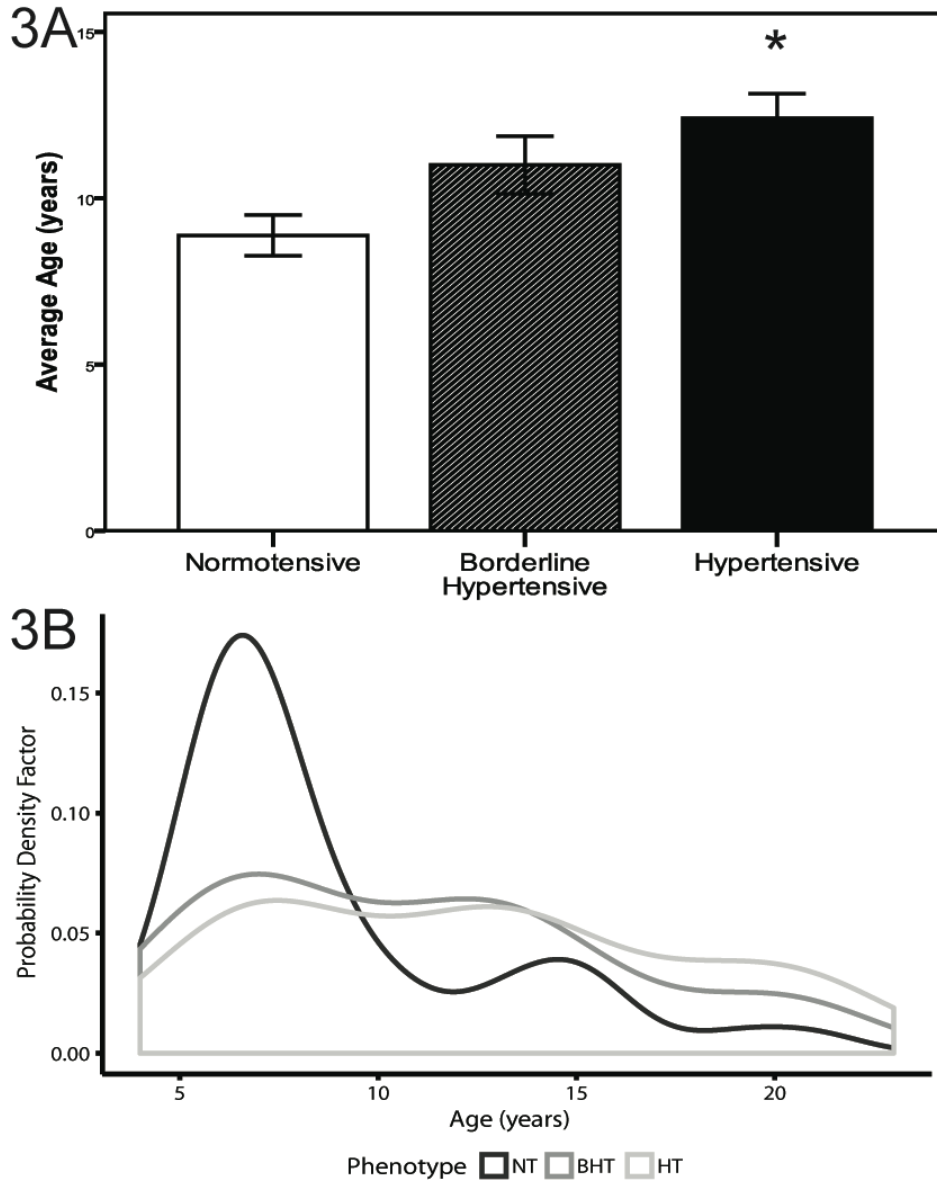 3A
15
*
10
5
0
Average Age (years)
Normotensive
Borderline
Hypertensive
Hypertensive
3B
0.15
0.10
0.05
0.00
Probability Density Factor
5 10 15 20
Age (years)
Phenotype NT BHT HT